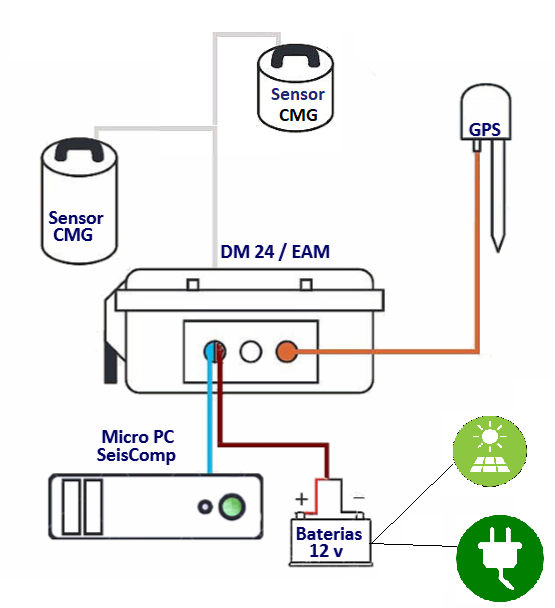 Sensor
CMG
GPS
Sensor
CMG
DM 24 / EAM
Micro PC
SeisComp
+ −
Baterias
12 v